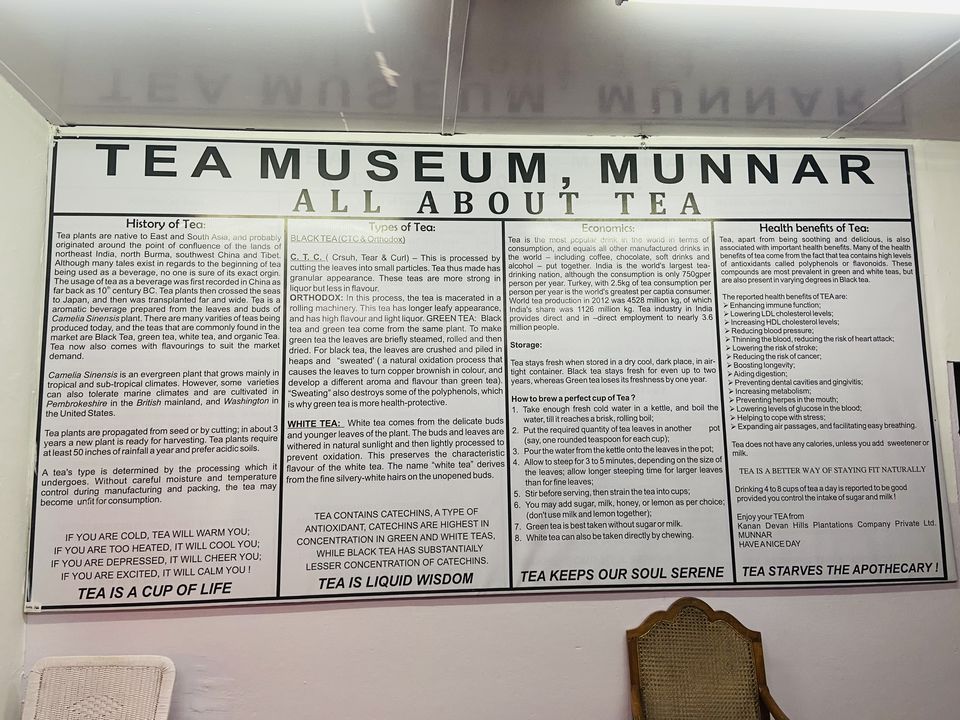 TEA MUSEUM, MUNNAR
ALL ABOUT TEA
History of Tea:
Tea plants are native to East and South Asia, and probably
originated around the point of confluence of the lands of
northeast India, north Burma, southwest China and Tibet.
Although many tales exist in regards to the beginning of tea
being used as a beverage, no one is sure of its exact orgin.
The usage of tea as a beverage was first recorded in China as
far back as 10th century BC. Tea plants then crossed the seas
to Japan, and then was transplanted far and wide. Tea is a
aromatic beverage prepared from the leaves and buds of
Camelia Sinensis plant. There are many varities of teas being
produced today, and the teas that are commonly found in the
market are Black Tea, Green tea, white tea, and organic Tea.
Tea now also comes with flavourings to suit the market
demand.
Camelia Sinensis is an evergreen plant that grows mainly in
tropical and sub-tropical climates. However, some varieties
can also tolerate marine climates and are cultivated in
Pembrokeshire in the British mainland, and Washington in
the United States.
Tea plants are propagated from seed or by cutting; in about 3
years a new plant is ready for harvesting. Tea plants require
at least 50 inches of rainfall a year and prefer acidic soils.
A tea's type is determined by the processing which it
undergoes. Without careful moisture and temperature
control during manufacturing and packing, the tea may
become unfit for consumption.
IF YOU ARE COLD, TEA WILL WARM YOU;
IF YOU ARE TOO HEATED, IT WILL COOL YOU;
IF YOU ARE DEPRESSED, IT WILL CHEER YOU;
IF YOU ARE EXCITED, IT WILL CALM YOU !
TEA IS A CUP OF LIFE
Types of Tea:
BLACK TEA (CTC & Orthodox)
C. T. C. ( Crsuh, Tear & Curl) – This is processed by
cutting the leaves into small particles. Tea thus made has
granular appearance. These teas are more strong in
liquor but less in flavour.
ORTHODOX: In this process, the tea is macerated in a
rolling machinery. This tea has longer leafy appearance,
and has high flavour and light liquor. GREEN TEA: Black
tea and green tea come from the same plant. To make
green tea the leaves are briefly steamed, rolled and then
dried. For black tea, the leaves are crushed and piled in
heaps and "sweated' ( a natural oxidation process that
causes the leaves to turn copper brownish in colour, and
develop a different aroma and flavour than green tea).
"Sweating" also destroys some of the polyphenols, which
is why green tea is more health-protective.
WHITE TEA: White tea comes from the delicate buds
and younger leaves of the plant. The buds and leaves are
withered in natural sunlight and then lightly processed to
prevent oxidation. This preserves the characteristic
flavour of the white tea. The name "white tea" derives
from the fine silvery-white hairs on the unopened buds.
TEA CONTAINS CATECHINS, A TYPE OF
ANTIOXIDANT, CATECHINS ARE HIGHEST IN
CONCENTRATION IN GREEN AND WHITE TEAS,
WHILE BLACK TEA HAS SUBSTANTIAILY
LESSER CONCENTRATION OF CATECHINS.
TEA IS LIQUID WISDOM
Economics:
Tea is the most popular drink in the world in terms of
consumption, and equals all other manufactured drinks in
the world – including coffee, chocolate, soft drinks and
alcohol – put together. India is the world's largest tea-
drinking nation, although the consumption is only 750gper
person per year. Turkey, with 2.5kg of tea consumption per
person per year is the world's greatest per captia consumer.
World tea production in 2012 was 4528 million kg, of which
India's share was 1126 million kg. Tea industry in India
provides direct and in –direct employment to nearly 3.6
million people.
Storage:
Tea stays fresh when stored in a dry cool, dark place, in air-
tight container. Black tea stays fresh for even up to two
years, whereas Green tea loses its freshness by one year.
How to brew a perfect cup of Tea ?
1. Take enough fresh cold water in a kettle, and boil the
water, till it reaches a brisk, rolling boil;
2. Put the required quantity of tea leaves in another pot
(say, one rounded teaspoon for each cup);
3. Pour the water from the kettle onto the leaves in the pot;
4. Allow to steep for 3 to 5 minutes, depending on the size of
the leaves; allow longer steeping time for larger leaves
than for fine leaves;
5. Stir before serving, then strain the tea into cups;
6. You may add sugar, milk, honey, or lemon as per choice;
(don't use milk and lemon together);
7. Green tea is best taken without sugar or milk.
8. White tea can also be taken directly by chewing.
TEA KEEPS OUR SOUL SERENE
Health benefits of Tea:
Tea, apart from being soothing and delicious, is also
associated with important health benefits. Many of the health
benefits of tea come from the fact that tea contains high levels
of antioxidants called polyphenols or flavonoids. These
compounds are most prevalent in green and white teas, but
are also present in varying degrees in Black tea.
The reported health benefits of TEA are:
➢ Enhancing immune function;
➢ Lowering LDL cholesterol levels;
➢ Increasing HDL cholesterol levels;
➢ Reducing blood pressure;
➢ Thinning the blood, reducing the risk of heart attack;
➢ Lowering the risk of stroke;
➢ Reducing the risk of cancer;
➢ Boosting longevity;
➢ Aiding digestion;
➢ Preventing dental cavities and gingivitis;
➢ Increasing metabolism;
➢ Preventing herpes in the mouth;
➢ Lowering levels of glucose in the blood;
➢ Helping to cope with stress;
➢ Expanding air passages, and facilitating easy breathing.
Tea does not have any calories, unless you add sweetener or
milk.
TEA IS A BETTER WAY OF STAYING FIT NATURALLY
Drinking 4 to 8 cups of tea a day is reported to be good
provided you control the intake of sugar and milk !
Enjoy your TEA from
Kanan Devan Hills Plantations Company Private Ltd.
MUNNAR
HAVE A NICE DAY
TEA STARVES THE APOTHECARY !